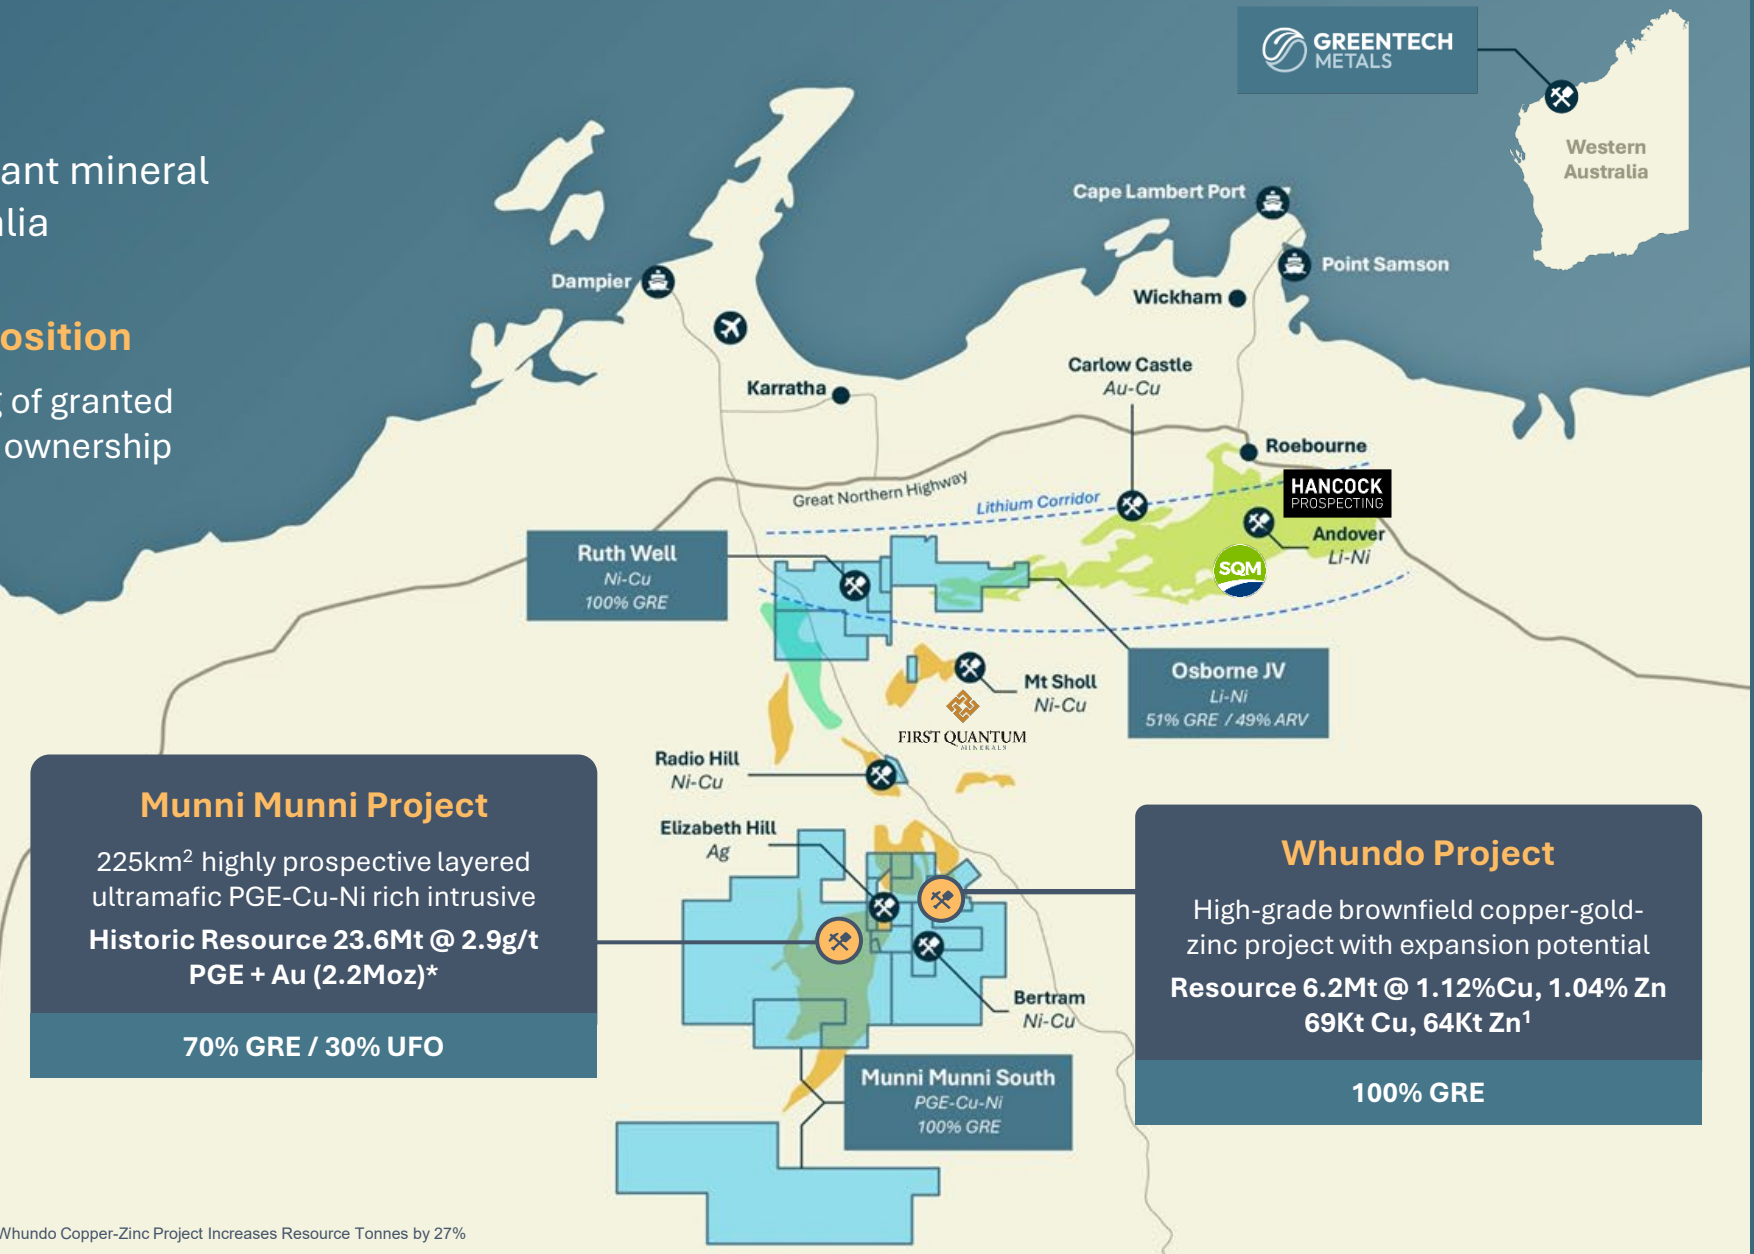 GREENTECH
METALS
Western
Australia
ant mineral
alia
osition
g of granted
ownership
Cape Lambert Port
Point Samson
Dampier
Wickham
Karratha
Carlow Castle
Au-Cu
Roebourne
Great Northern Highway
Lithium Corridor
HANCOCK
PROSPECTING
Andover
Li-Ni
SQM
Ruth Well
Ni-Cu
100% GRE
Osborne JV
Li-Ni
51% GRE / 49% ARV
Mt Sholl
Ni-Cu
FIRST QUANTUM
MINERALS
Radio Hill
Ni-Cu
Elizabeth Hill
Ag
Munni Munni Project
225km² highly prospective layered
ultramafic PGE-Cu-Ni rich intrusive
Historic Resource 23.6Mt @ 2.9g/t
PGE + Au (2.2Moz)*
70% GRE / 30% UFO
Whundo Project
High-grade brownfield copper-gold-
zinc project with expansion potential
Resource 6.2Mt @ 1.12%Cu, 1.04% Zn
69Kt Cu, 64Kt Zn¹
100% GRE
Bertram
Ni-Cu
Munni Munni South
PGE-Cu-Ni
100% GRE
Whundo Copper-Zinc Project Increases Resource Tonnes by 27%